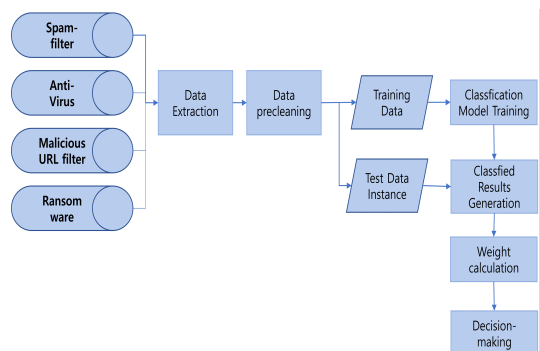 Spam-
filter
Anti-
Virus
Malicious
URL filter
Ransom
ware
Data
Extraction
Data
precleaning
Training
Data
Test Data
Instance
Classfication
Model Training
Classfied
Results
Generation
Weight
calculation
Decision-
making